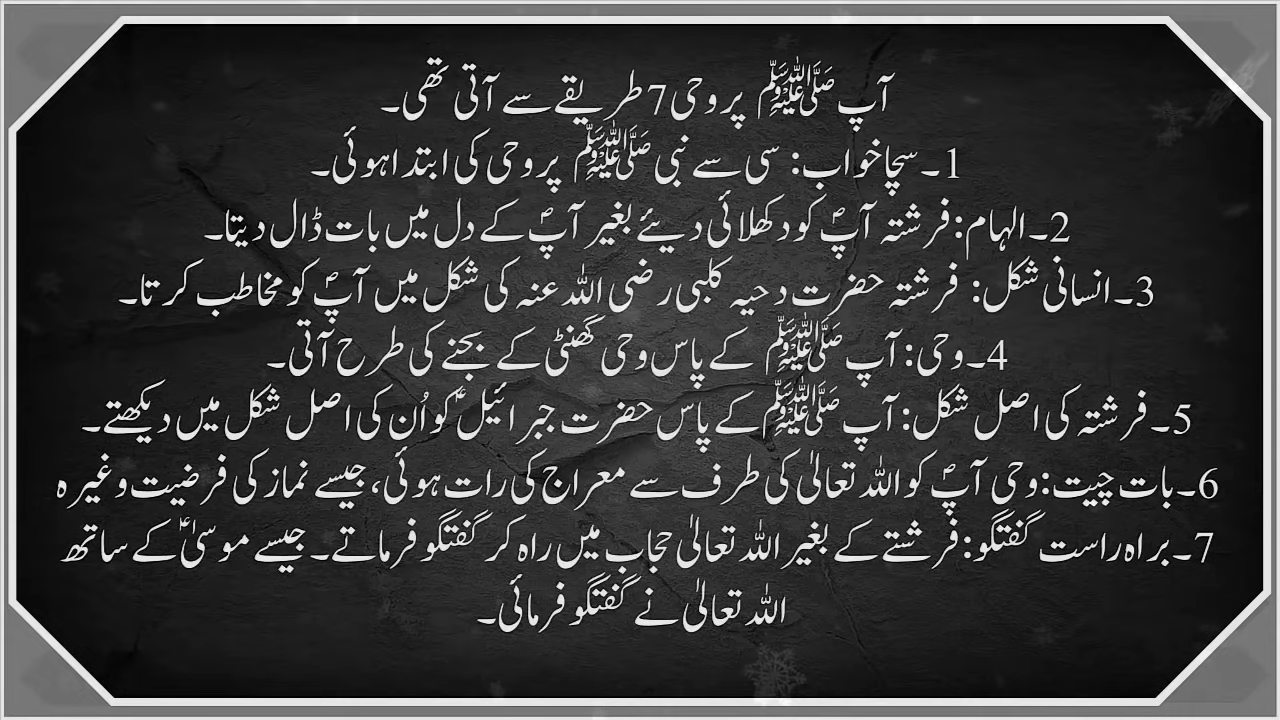 آپ ﷺ پر وحی 7 طریقے سے آتی تھی۔
1۔سچا خواب: سی سے نبی ﷺ پر وحی کی ابتدا ہوئی۔
2۔الہام: فرشتہ آپؐ کو دکھلائی دیئے بغیر آپؐ کے دل میں بات ڈال دیتا۔
3۔انسانی شکل: فرشتہ حضرت دحیہ کلبی رضی اللہ عنہ کی شکل میں آپؐ کو مخاطب کرتا۔
4۔وحی: آپ ﷺ کے پاس وحی گھنٹی کے بجنے کی طرح آتی۔
5۔فرشتہ کی اصل شکل: آپ ﷺ کے پاس حضرت جبرائیلؑ کو اُن کی اصل شکل میں دیکھتے۔
6۔بات چیت: وحی آپؐ کو اللہ تعالیٰ کی طرف سے معراج کی رات ہوئی، جیسے نماز کی فرضیت وغیرہ
7۔براہ راست گفتگو: فرشتے کے بغیر اللہ تعالیٰ حجاب میں راہ کر گفتگو فرماتے۔ جیسے موسیٰؑ کے ساتھ
اللہ تعالیٰ نے گفتگو فرمائی۔